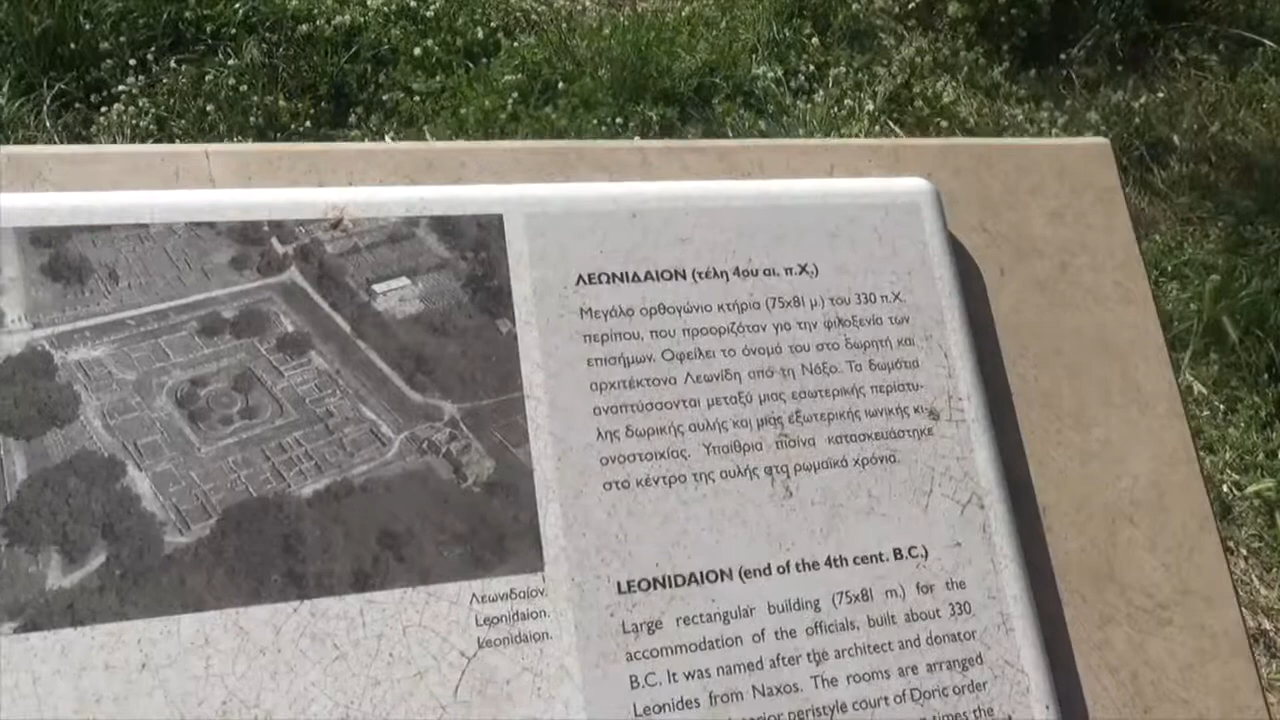 ΛΕΩΝΙΔΑΙΟΝ (τέλη 4ου αι. π.Χ.)
Μεγάλο ορθογώνιο κτήριο (75x81 μ.) του 330 π.Χ.
περίπου, που προοριζόταν για την φιλοξενία των
επισήμων. Οφείλει το όνομά του στο δωρητή και
αρχιτέκτονα Λεωνίδη από τη Νάξο. Τα δωμάτια
αναπτύσσονται μεταξύ μιας εσωτερικής περίστυ-
λης δωρικής αυλής και μιας εξωτερικής ιωνικής κι-
ονοστοιχίας. Υπαίθρια πισίνα κατασκευάστηκε
στο κέντρο της αυλής στα ρωμαϊκά χρόνια.
Λεωνιδαίον.
Leonidaion.
Leonidaion.
LEONIDAION (end of the 4th cent. B.C.)
Large rectangular building (75x81 m.) for the
accommodation of the officials, built about 330
B.C. It was named after the architect and donator
Leonides from Naxos. The rooms are arranged
peristyle court of Doric order
times the